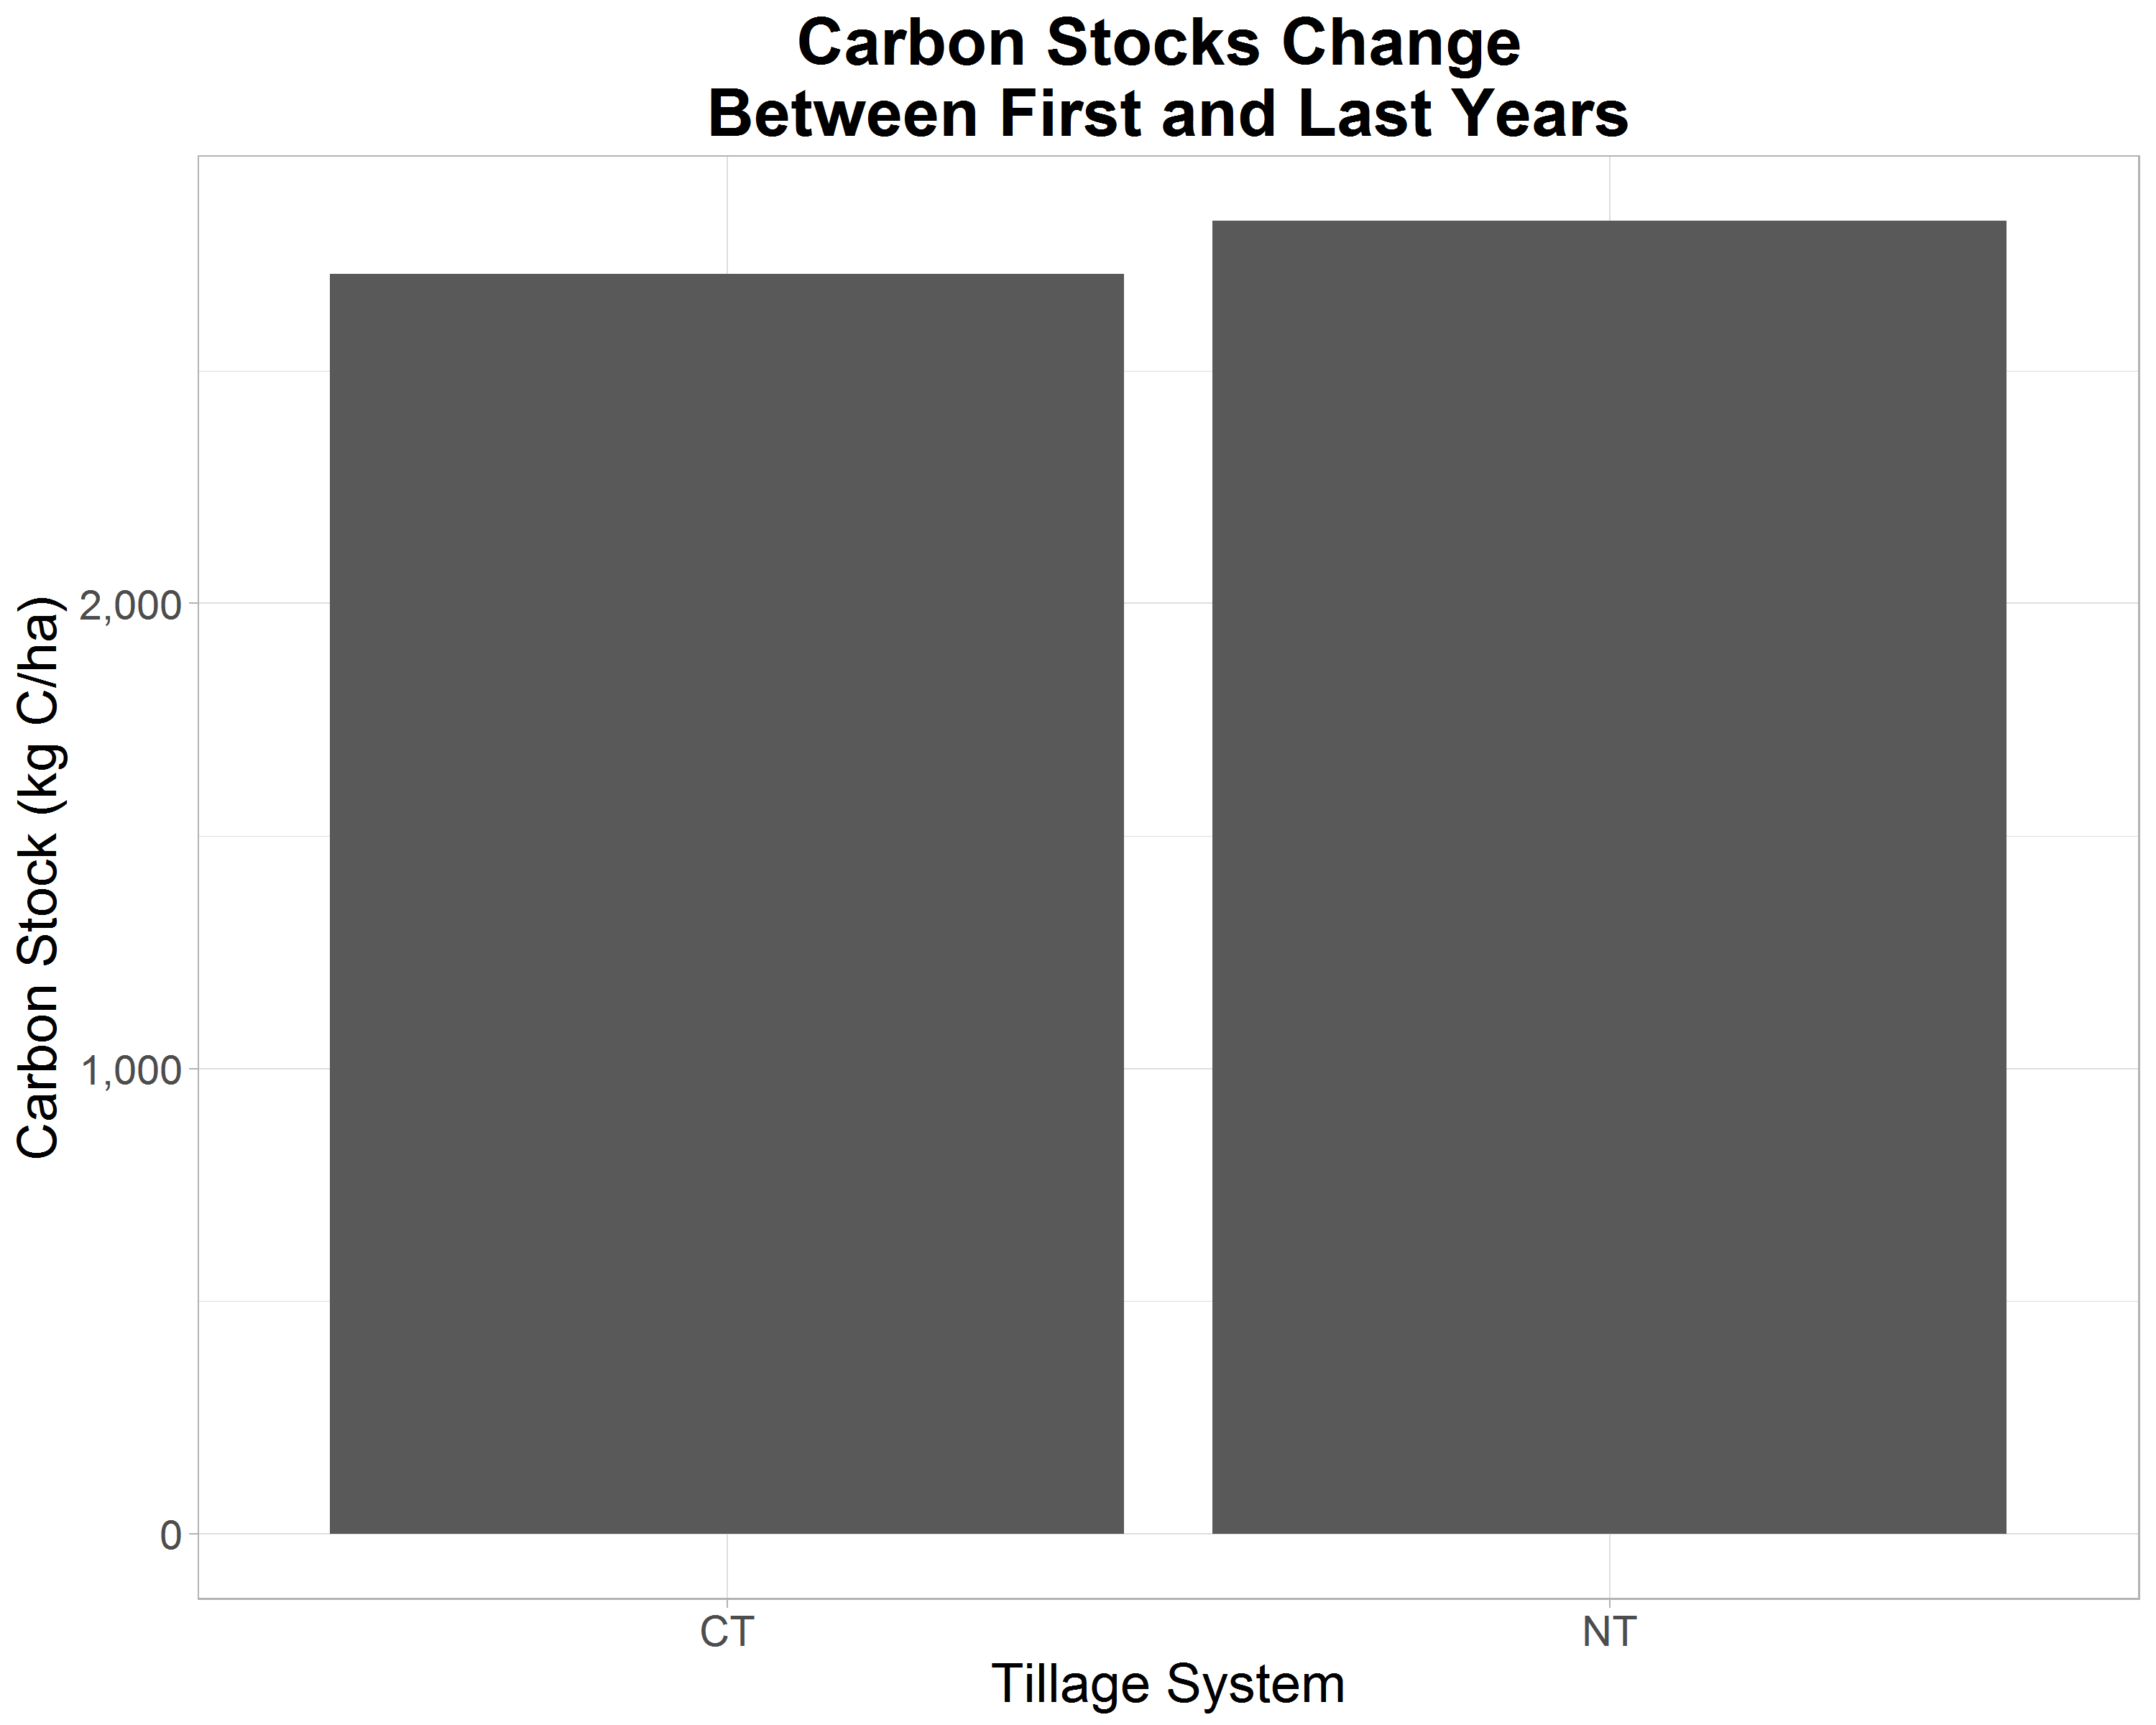 Carbon Stocks Change
Between First and Last Years
Carbon Stock (kg C/ha)
2,000
1,000
0
CT
NT
Tillage System